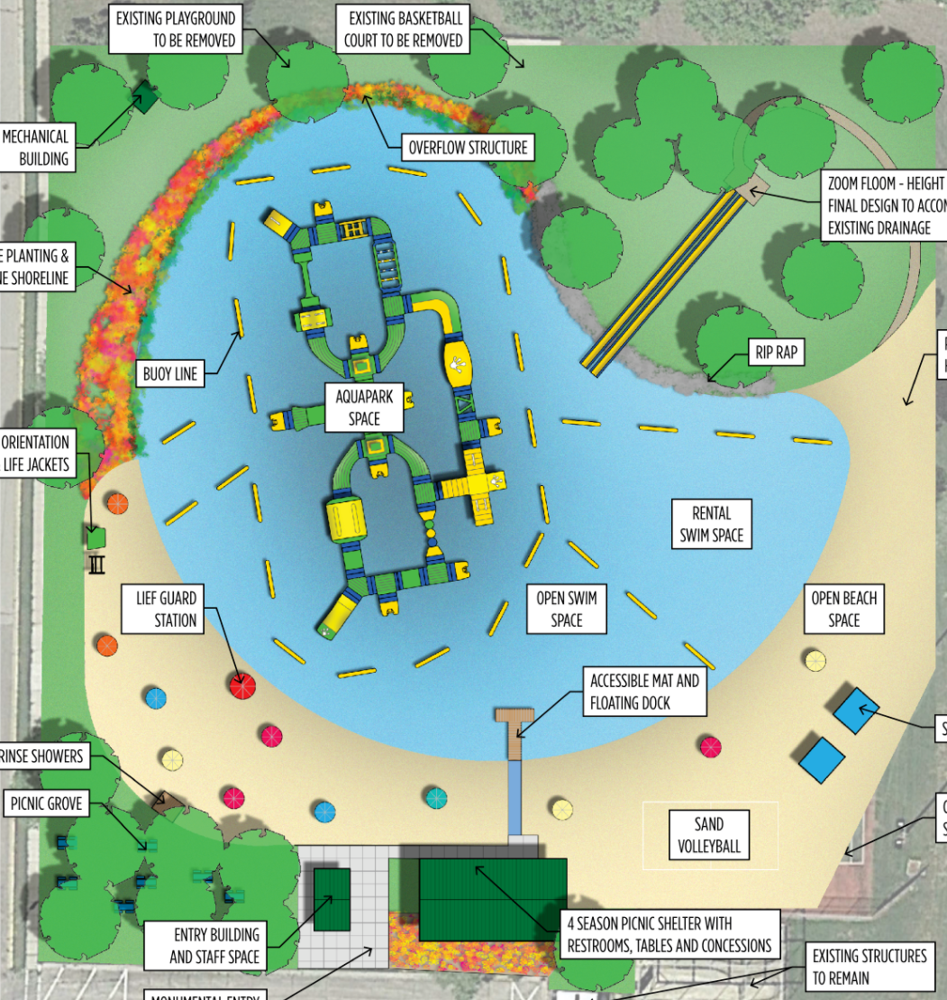 EXISTING PLAYGROUND
TO BE REMOVED
EXISTING BASKETBALL
COURT TO BE REMOVED
MECHANICAL
BUILDING
OVERFLOW STRUCTURE
ZOOM FLOOM - HEIGHT
FINAL DESIGN TO
EXISTING DRAINAGE
PLANTING &
SHORELINE
BUOY LINE
RIP RAP
AQUAPARK
SPACE
ORIENTATION
LIFE JACKETS
RENTAL
SWIM SPACE
LIEF GUARD
STATION
OPEN SWIM
SPACE
OPEN BEACH
SPACE
ACCESSIBLE MAT AND
FLOATING DOCK
RINSE SHOWERS
PICNIC GROVE
SAND
VOLLEYBALL
ENTRY BUILDING
AND STAFF SPACE
4 SEASON PICNIC SHELTER WITH
RESTROOMS, TABLES AND CONCESSIONS
EXISTING STRUCTURES
TO REMAIN
MONUMENTAL ENTRY